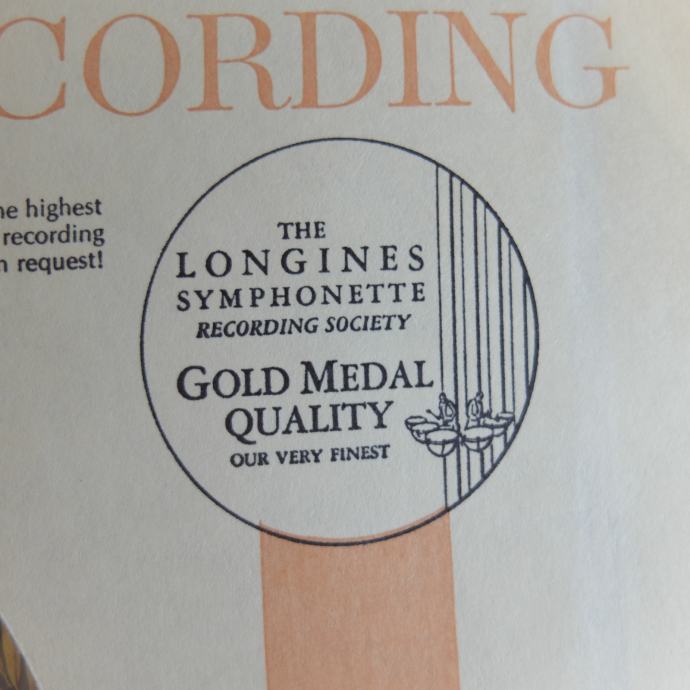 CORDING
he highest
recording
n request!
THE
LONGINES
SYMPHONETTE
RECORDING SOCIETY
GOLD MEDAL
QUALITY
OUR VERY FINEST